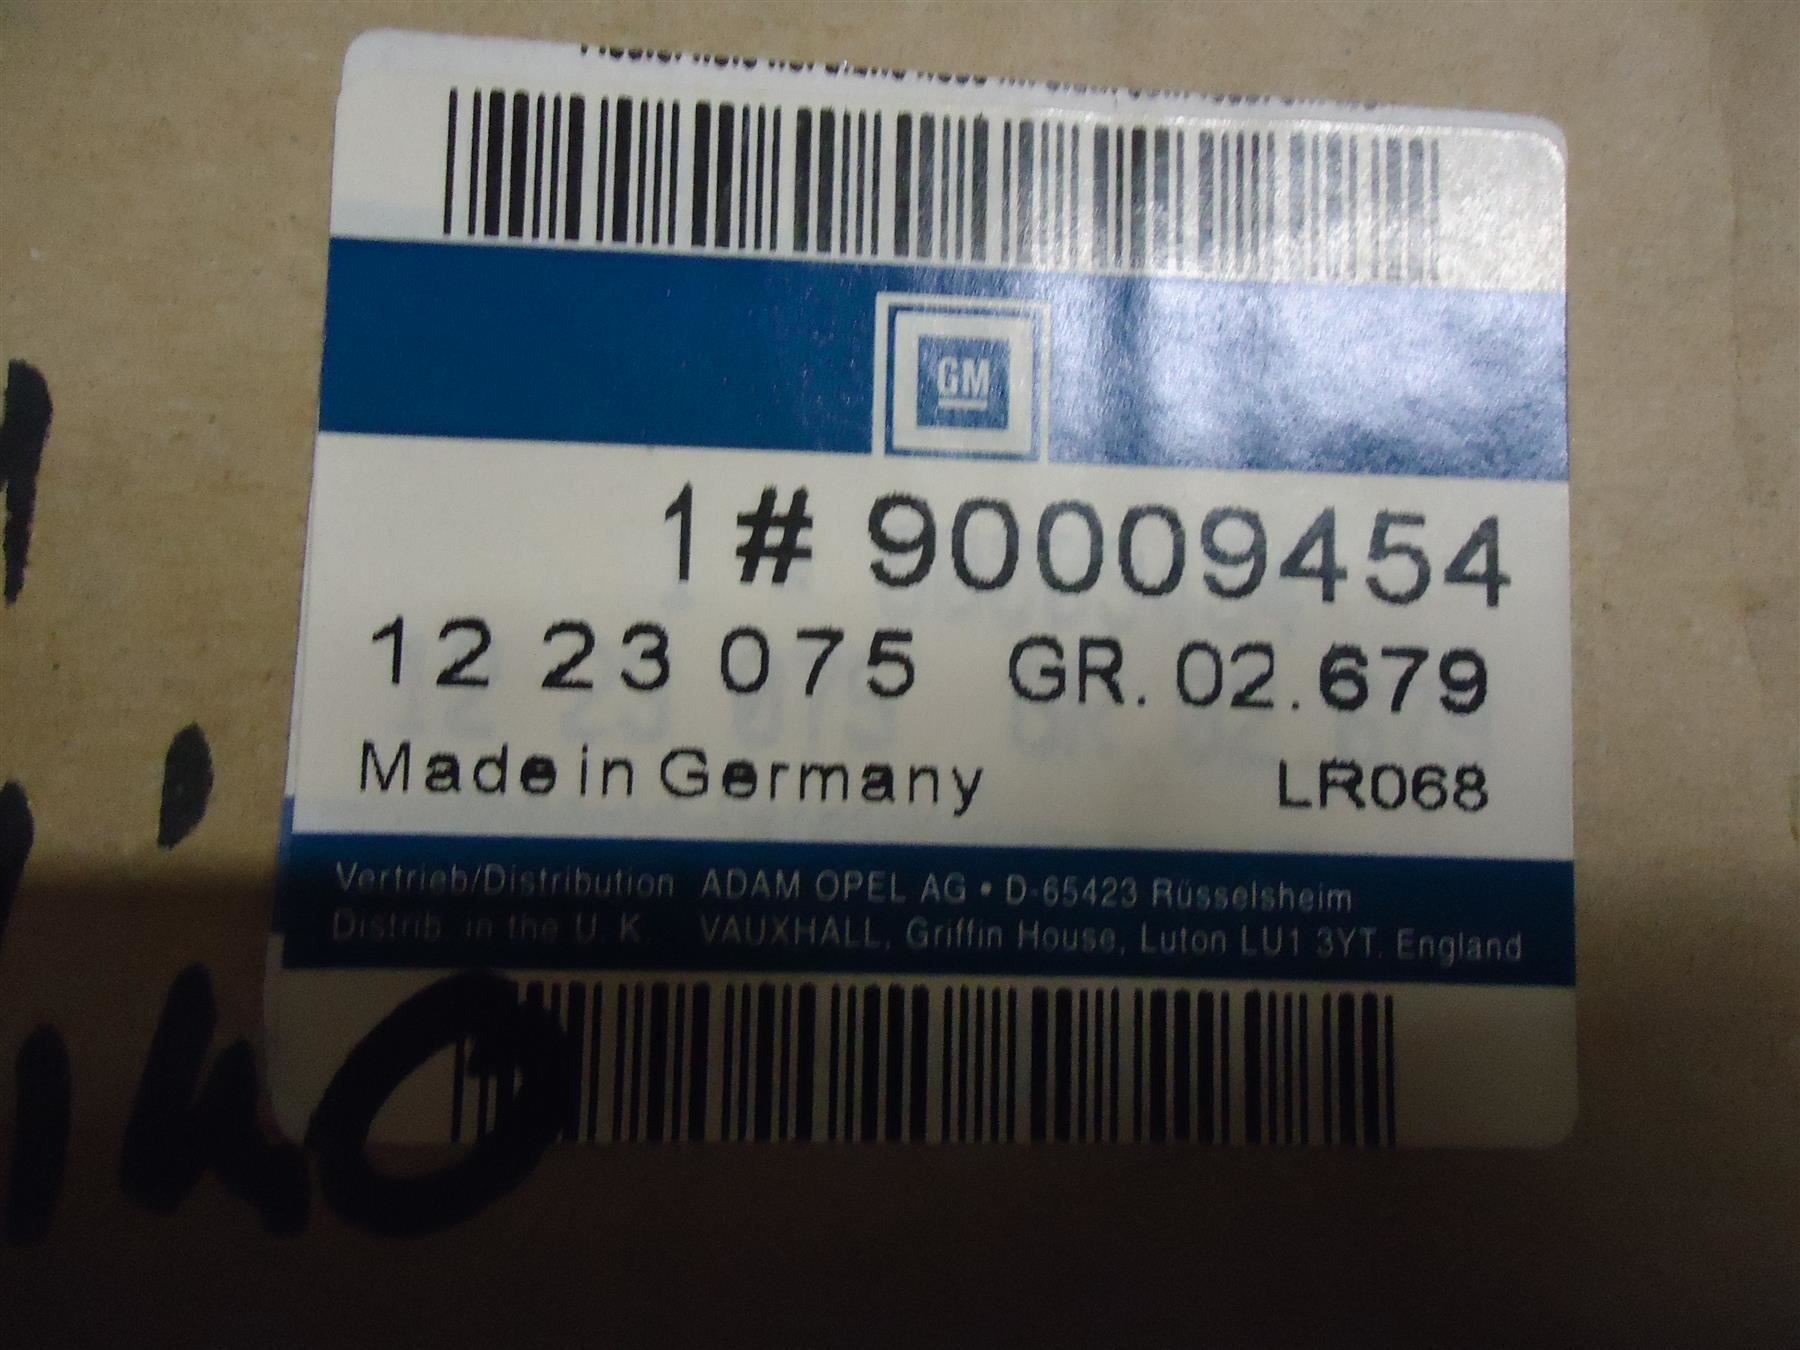 GM
1 # 90009454
12 23 075 GR. 02.679
Made in Germany LR068
Vertrieb/Distribution ADAM OPEL AG • D-65423 Rüsselsheim
Distrib. in the U. K. VAUXHALL, Griffin House, Luton LU1 3YT. England